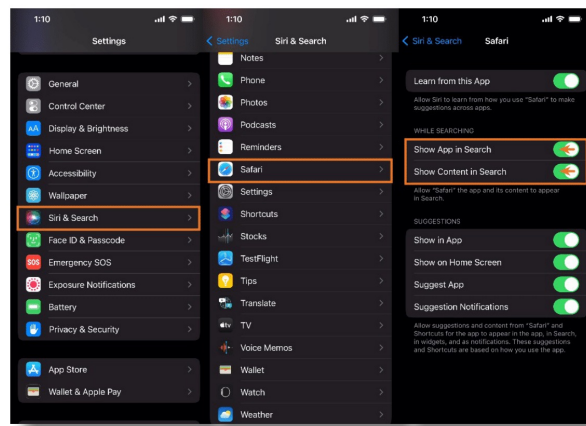 1:10
Settings
General
Control Center
AA
Display & Brightness
Home Screen
Accessibility
Wallpaper
Siri & Search
Face ID & Passcode
SOS
Emergency SOS
Exposure Notifications
Battery
Privacy & Security
App Store
Wallet & Apple Pay
1:10
Settings
Siri & Search
Notes
Phone
Photos
Podcasts
Reminders
Safari
Settings
Shortcuts
Stocks
TestFlight
Tips
Translate
tv
TV
Voice Memos
Wallet
Watch
Weather
1:10
Siri & Search
Safari
Learn from this App
Allow Siri to learn from how you use "Safari" to make
suggestions across apps.
WHILE SEARCHING
Show App in Search
Show Content in Search
Allow "Safari" the app and its content to appear
in Search.
SUGGESTIONS
Show in App
Show on Home Screen
Suggest App
Suggestion Notifications
Allow suggestions and content from "Safari" and
Shortcuts for the app to appear in the app, in Search,
in widgets, and as notifications. These suggestions
and Shortcuts are based on how you use the app.